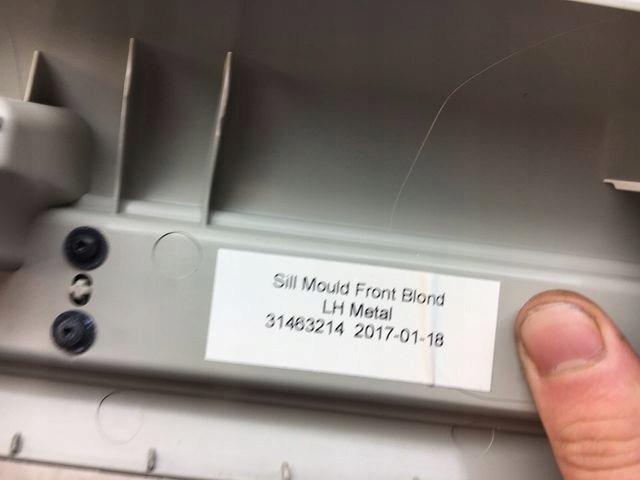 Sill Mould Front Blond
LH Metal
31463214 2017-01-18